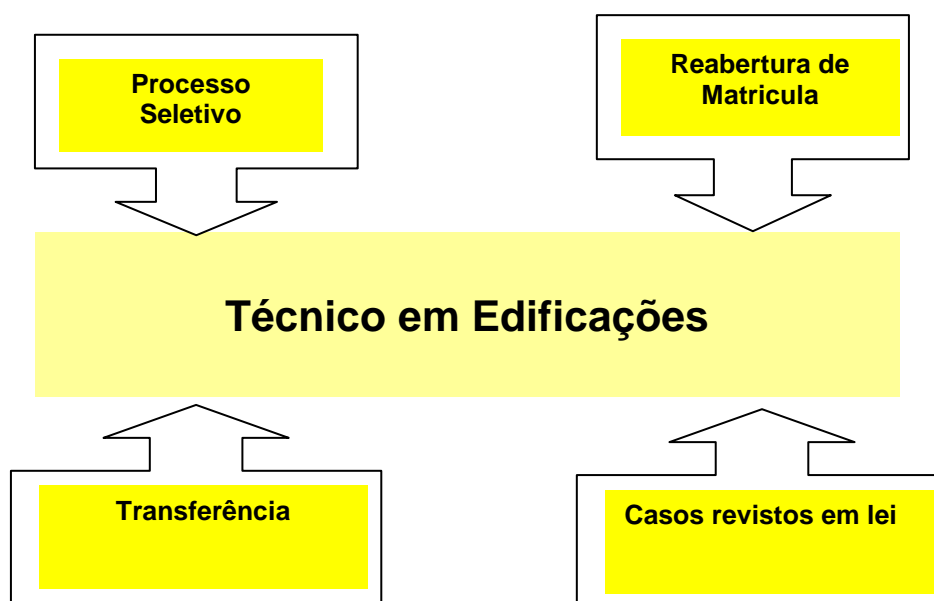 Processo
Seletivo
Reabertura de
Matricula
Técnico em Edificações
Transferência
Casos revistos em lei